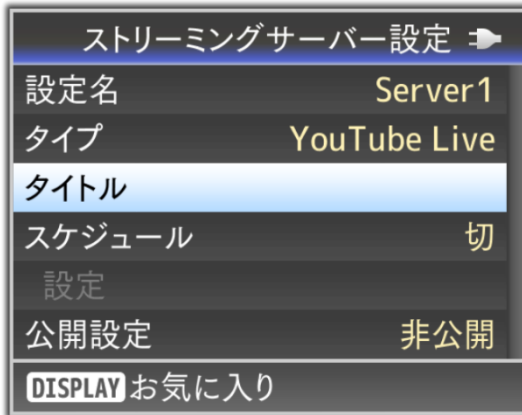 ストリーミングサーバー設定
設定名 Server1
タイプ YouTube Live
タイトル
スケジュール 切
設定
公開設定 非公開
DISPLAY お気に入り